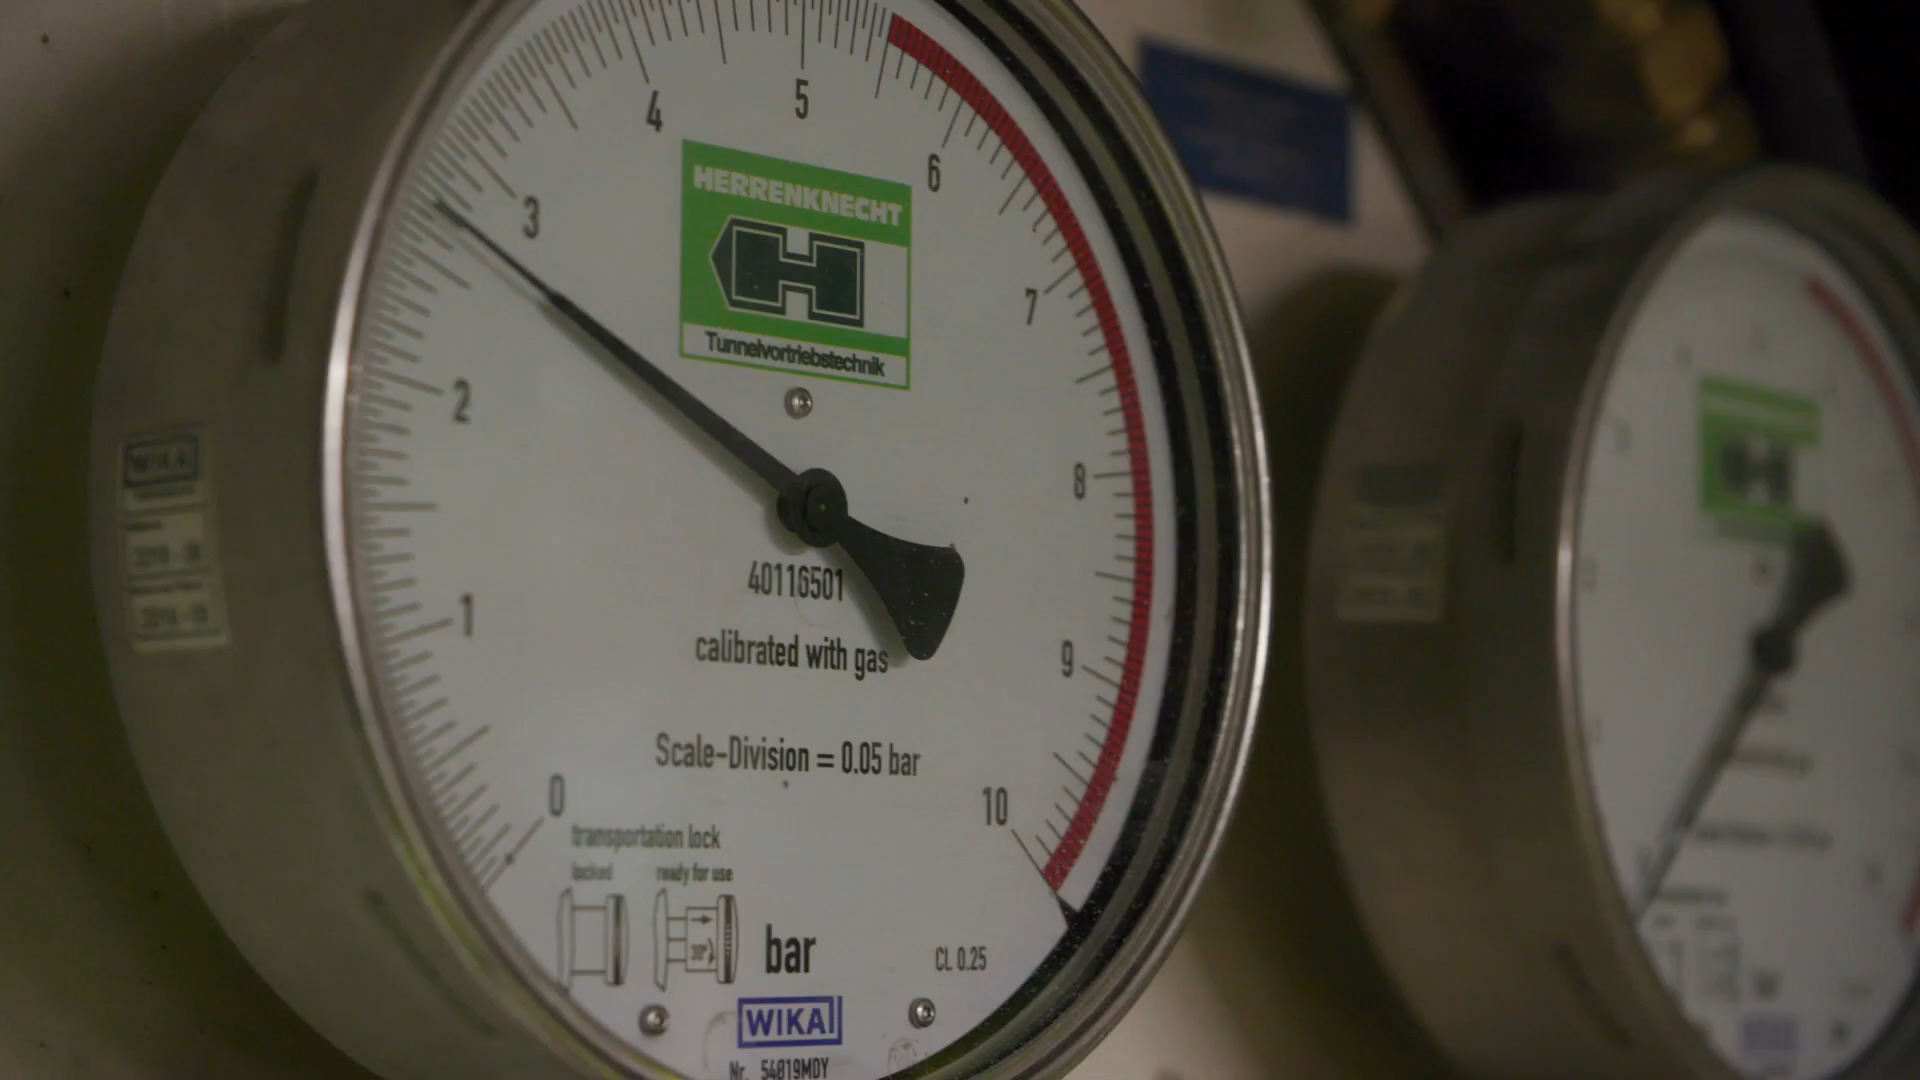 5
4
6
3
7
2
8
1
9
0
10
HERRENKNECHT
Tunnelvortriebstechnik
40116501
calibrated with gas
Scale-Division = 0.05 bar
transportation lock
locked ready for use
30°
bar
CL 0.25
WIKA
Nr. 54019MDY
WIKA